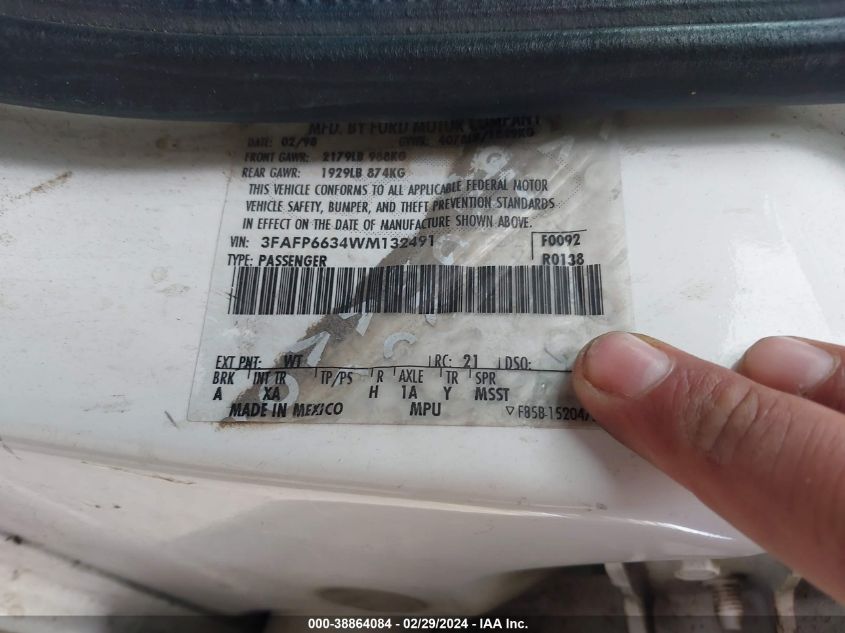 MFD. BY FORD MOTOR COMPANY
DATE: 02/98 GVWR:
FRONT GAWR: 2179LB 988KG
REAR GAWR: 1929LB 874KG
THIS VEHICLE CONFORMS TO ALL APPLICABLE FEDERAL MOTOR
VEHICLE SAFETY, BUMPER, AND THEFT PREVENTION STANDARDS
IN EFFECT ON THE DATE OF MANUFACTURE SHOWN ABOVE.
VIN: 3FAFP6634WM132491 F0092
TYPE: PASSENGER R0138
EXT PNT: WT RC: 21 DSO:
BRK INT TR TP/PS R AXLE TR SPR
A XA H 1A Y MSST
MADE IN MEXICO MPU F85B-15204
000-38864084 - 02/29/2024 - IAA Inc.